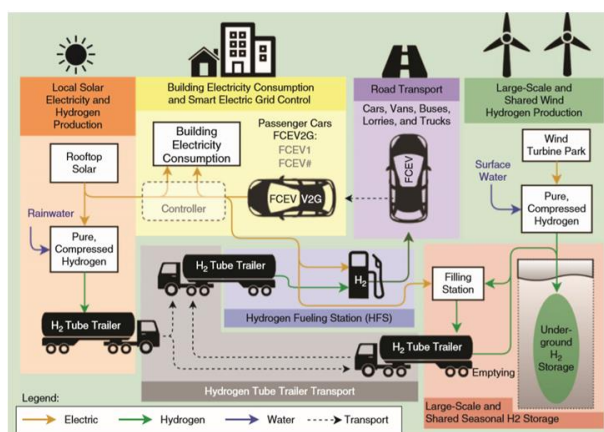 Local Solar
Electricity and
Hydrogen
Production
Building Electricity Consumption
and Smart Electric Grid Control
Road Transport
Large-Scale and
Shared Wind
Hydrogen Production
Cars, Vans, Buses,
Lorries, and Trucks
Passenger Cars
FCEV2G:
FCEV1
FCEV#
Building
Electricity
Consumption
Rooftop
Solar
Wind
Turbine Park
Surface
Water
FCEV
FCEV V2G
Controller
Rainwater
Pure,
Compressed
Hydrogen
Pure,
Compressed
Hydrogen
H2 Tube Trailer
H2
Filling
Station
Hydrogen Fueling Station (HFS)
H2 Tube Trailer
H2 Tube Trailer
Under-
ground
H2
Storage
Emptying
Hydrogen Tube Trailer Transport
Large-Scale and
Shared Seasonal H2 Storage
Legend:
Electric
Hydrogen
Water
Transport